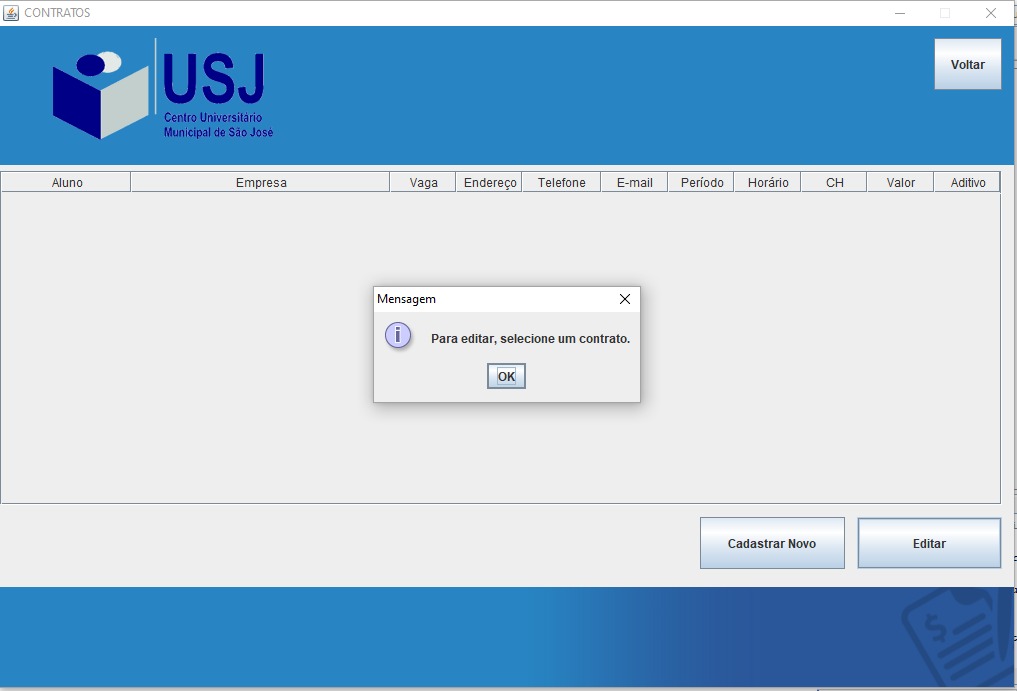 CONTRATOS
USJ
Centro Universitário
Municipal de São José
Voltar
Aluno Empresa Vaga Endereço Telefone E-mail Período Horário CH Valor Aditivo
Mensagem
Para editar, selecione um contrato.
OK
Cadastrar Novo Editar